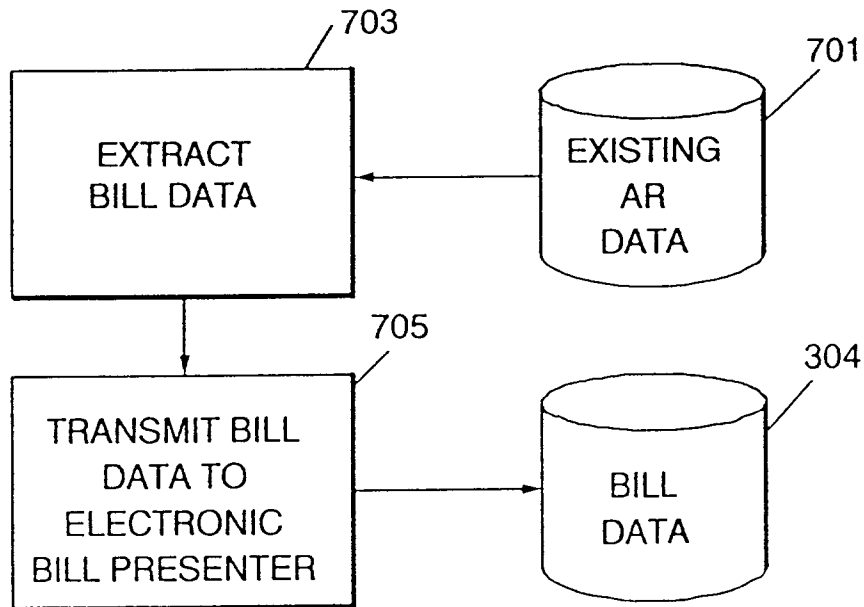 703
701
EXTRACT
BILL DATA
EXISTING
AR
DATA
705
304
TRANSMIT BILL
DATA TO
ELECTRONIC
BILL PRESENTER
BILL
DATA